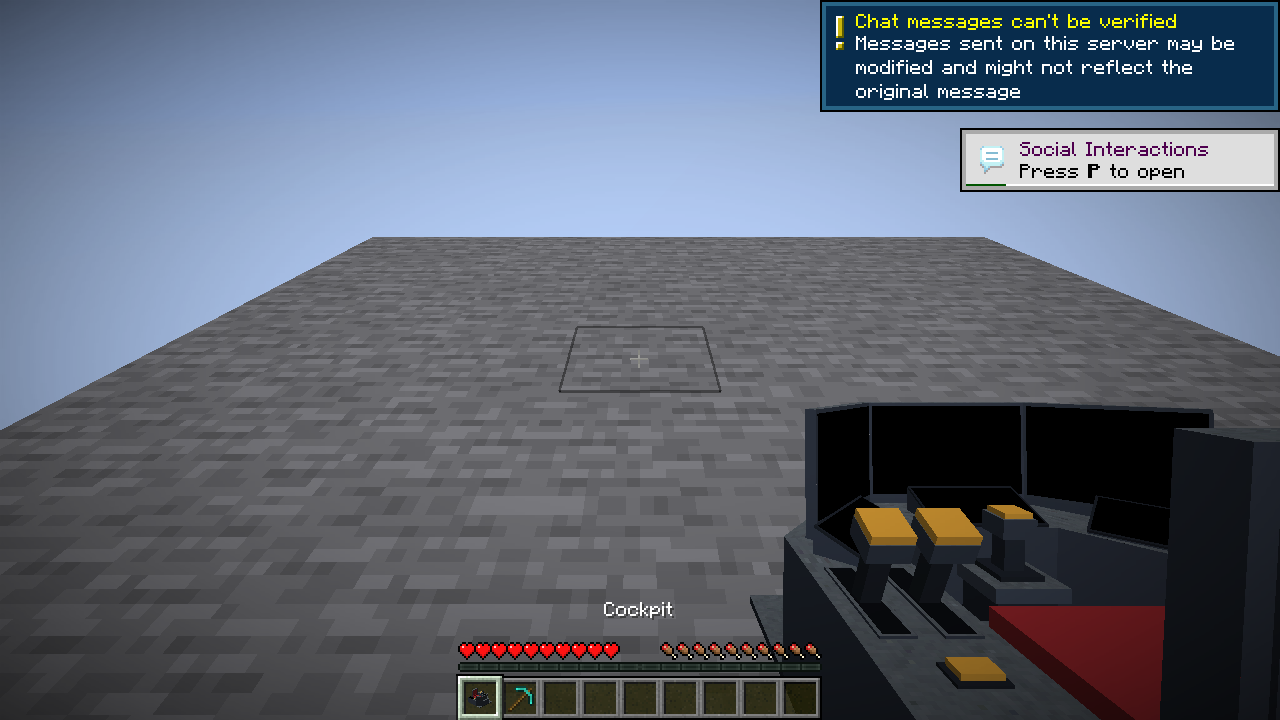 Chat messages can't be verified
Messages sent on this server may be
modified and might not reflect the
original message
Social Interactions
Press P to open
Cockpit